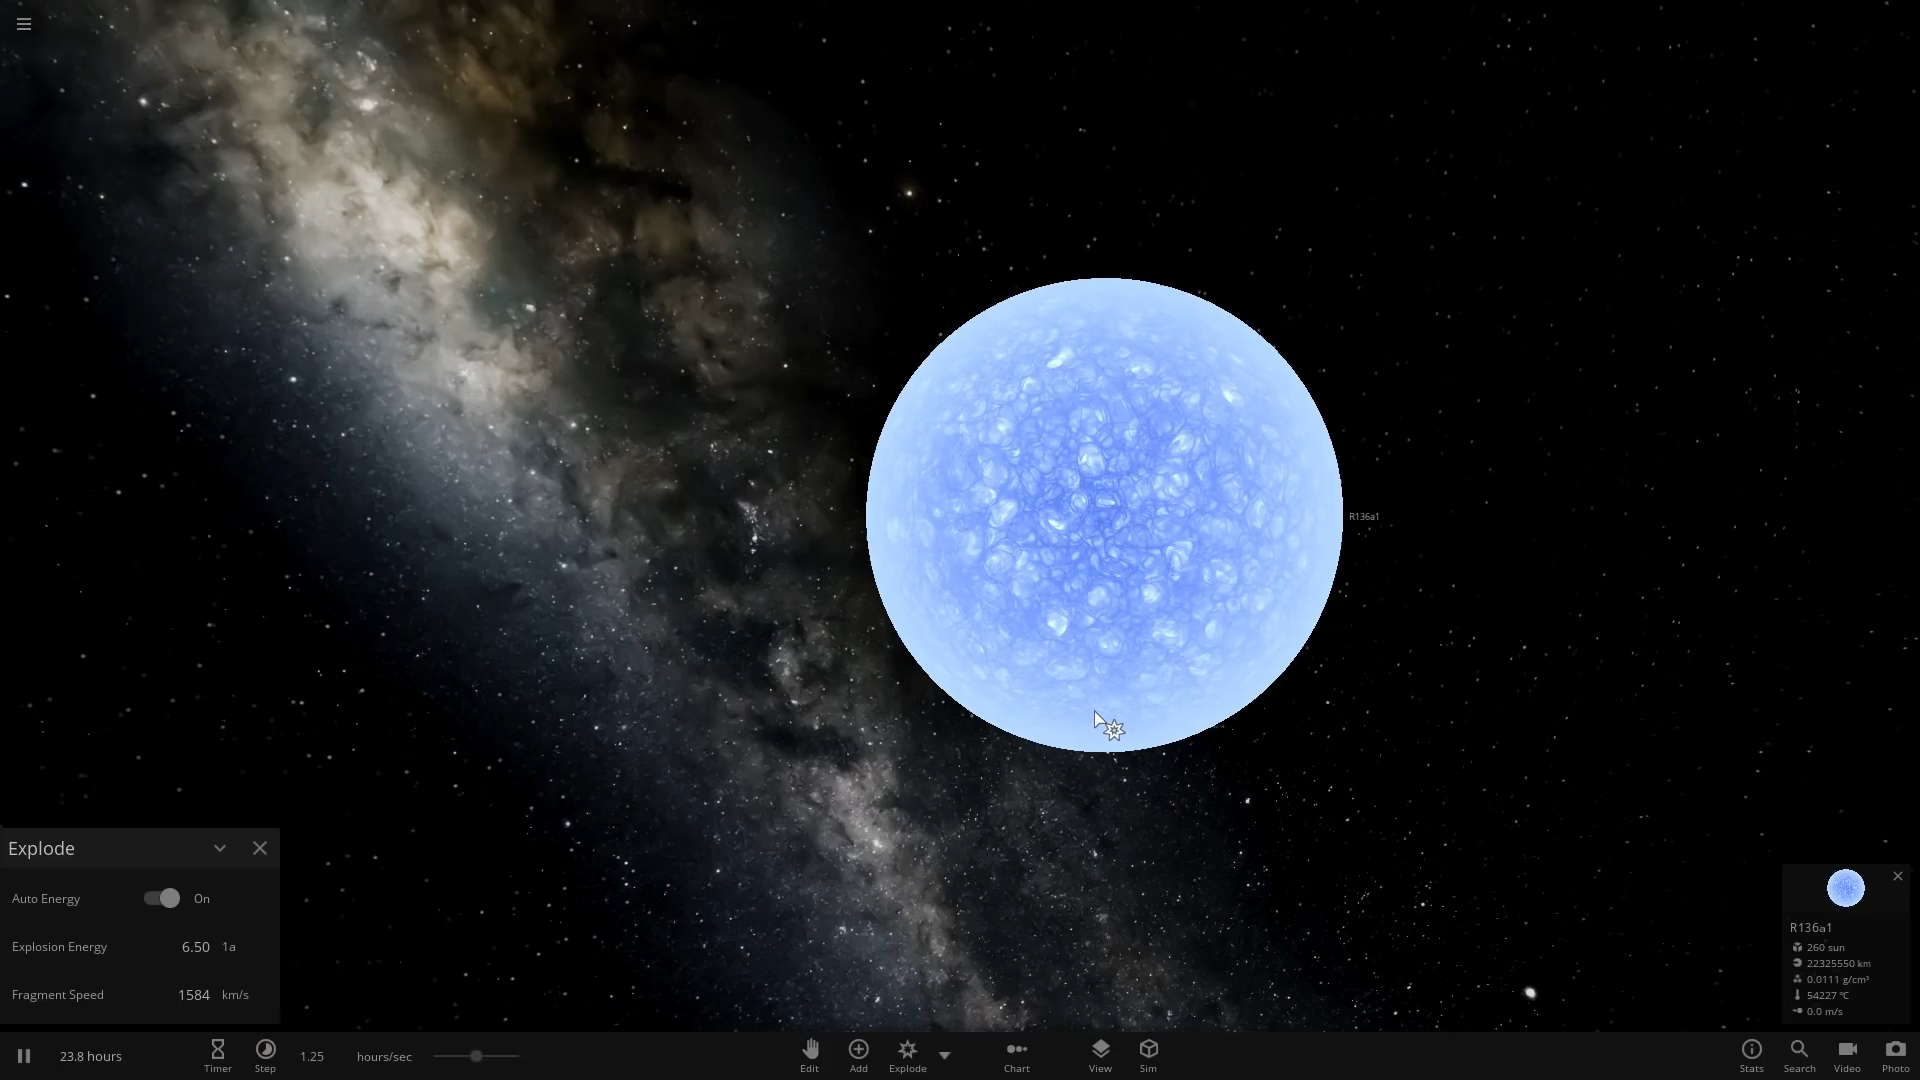 R136a1
Explode
Auto Energy On
Explosion Energy 6.50 1a
Fragment Speed 1584 km/s
R136a1
260 sun
22325550 km
0.0111 g/cm³
54227 °C
0.0 m/s
23.8 hours
Timer
Step
1.25 hours/sec
Edit
Add
Explode
Chart
View
Sim
Stats
Search
Video
Photo